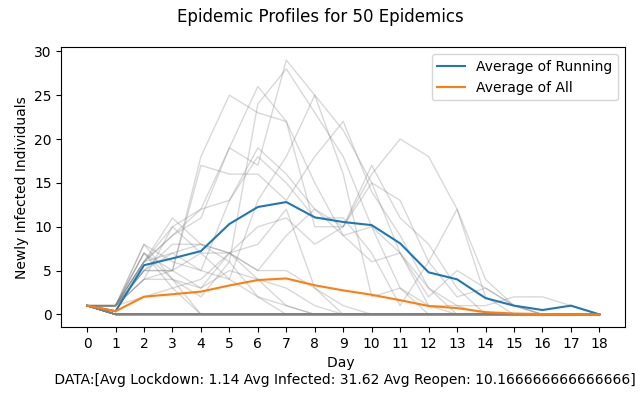 Epidemic Profiles for 50 Epidemics
30
25
20
15
10
5
0
Newly Infected Individuals
Average of Running
Average of All
0 1 2 3 4 5 6 7 8 9 10 11 12 13 14 15 16 17 18
Day
DATA:[Avg Lockdown: 1.14 Avg Infected: 31.62 Avg Reopen: 10.166666666666666]